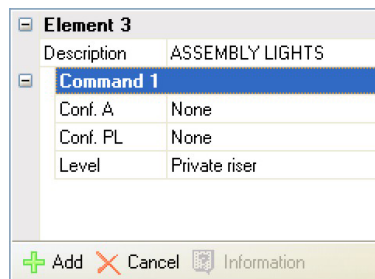 Element 3
Description ASSEMBLY LIGHTS
Command 1
Conf. A None
Conf. PL None
Level Private riser
Add Cancel Information